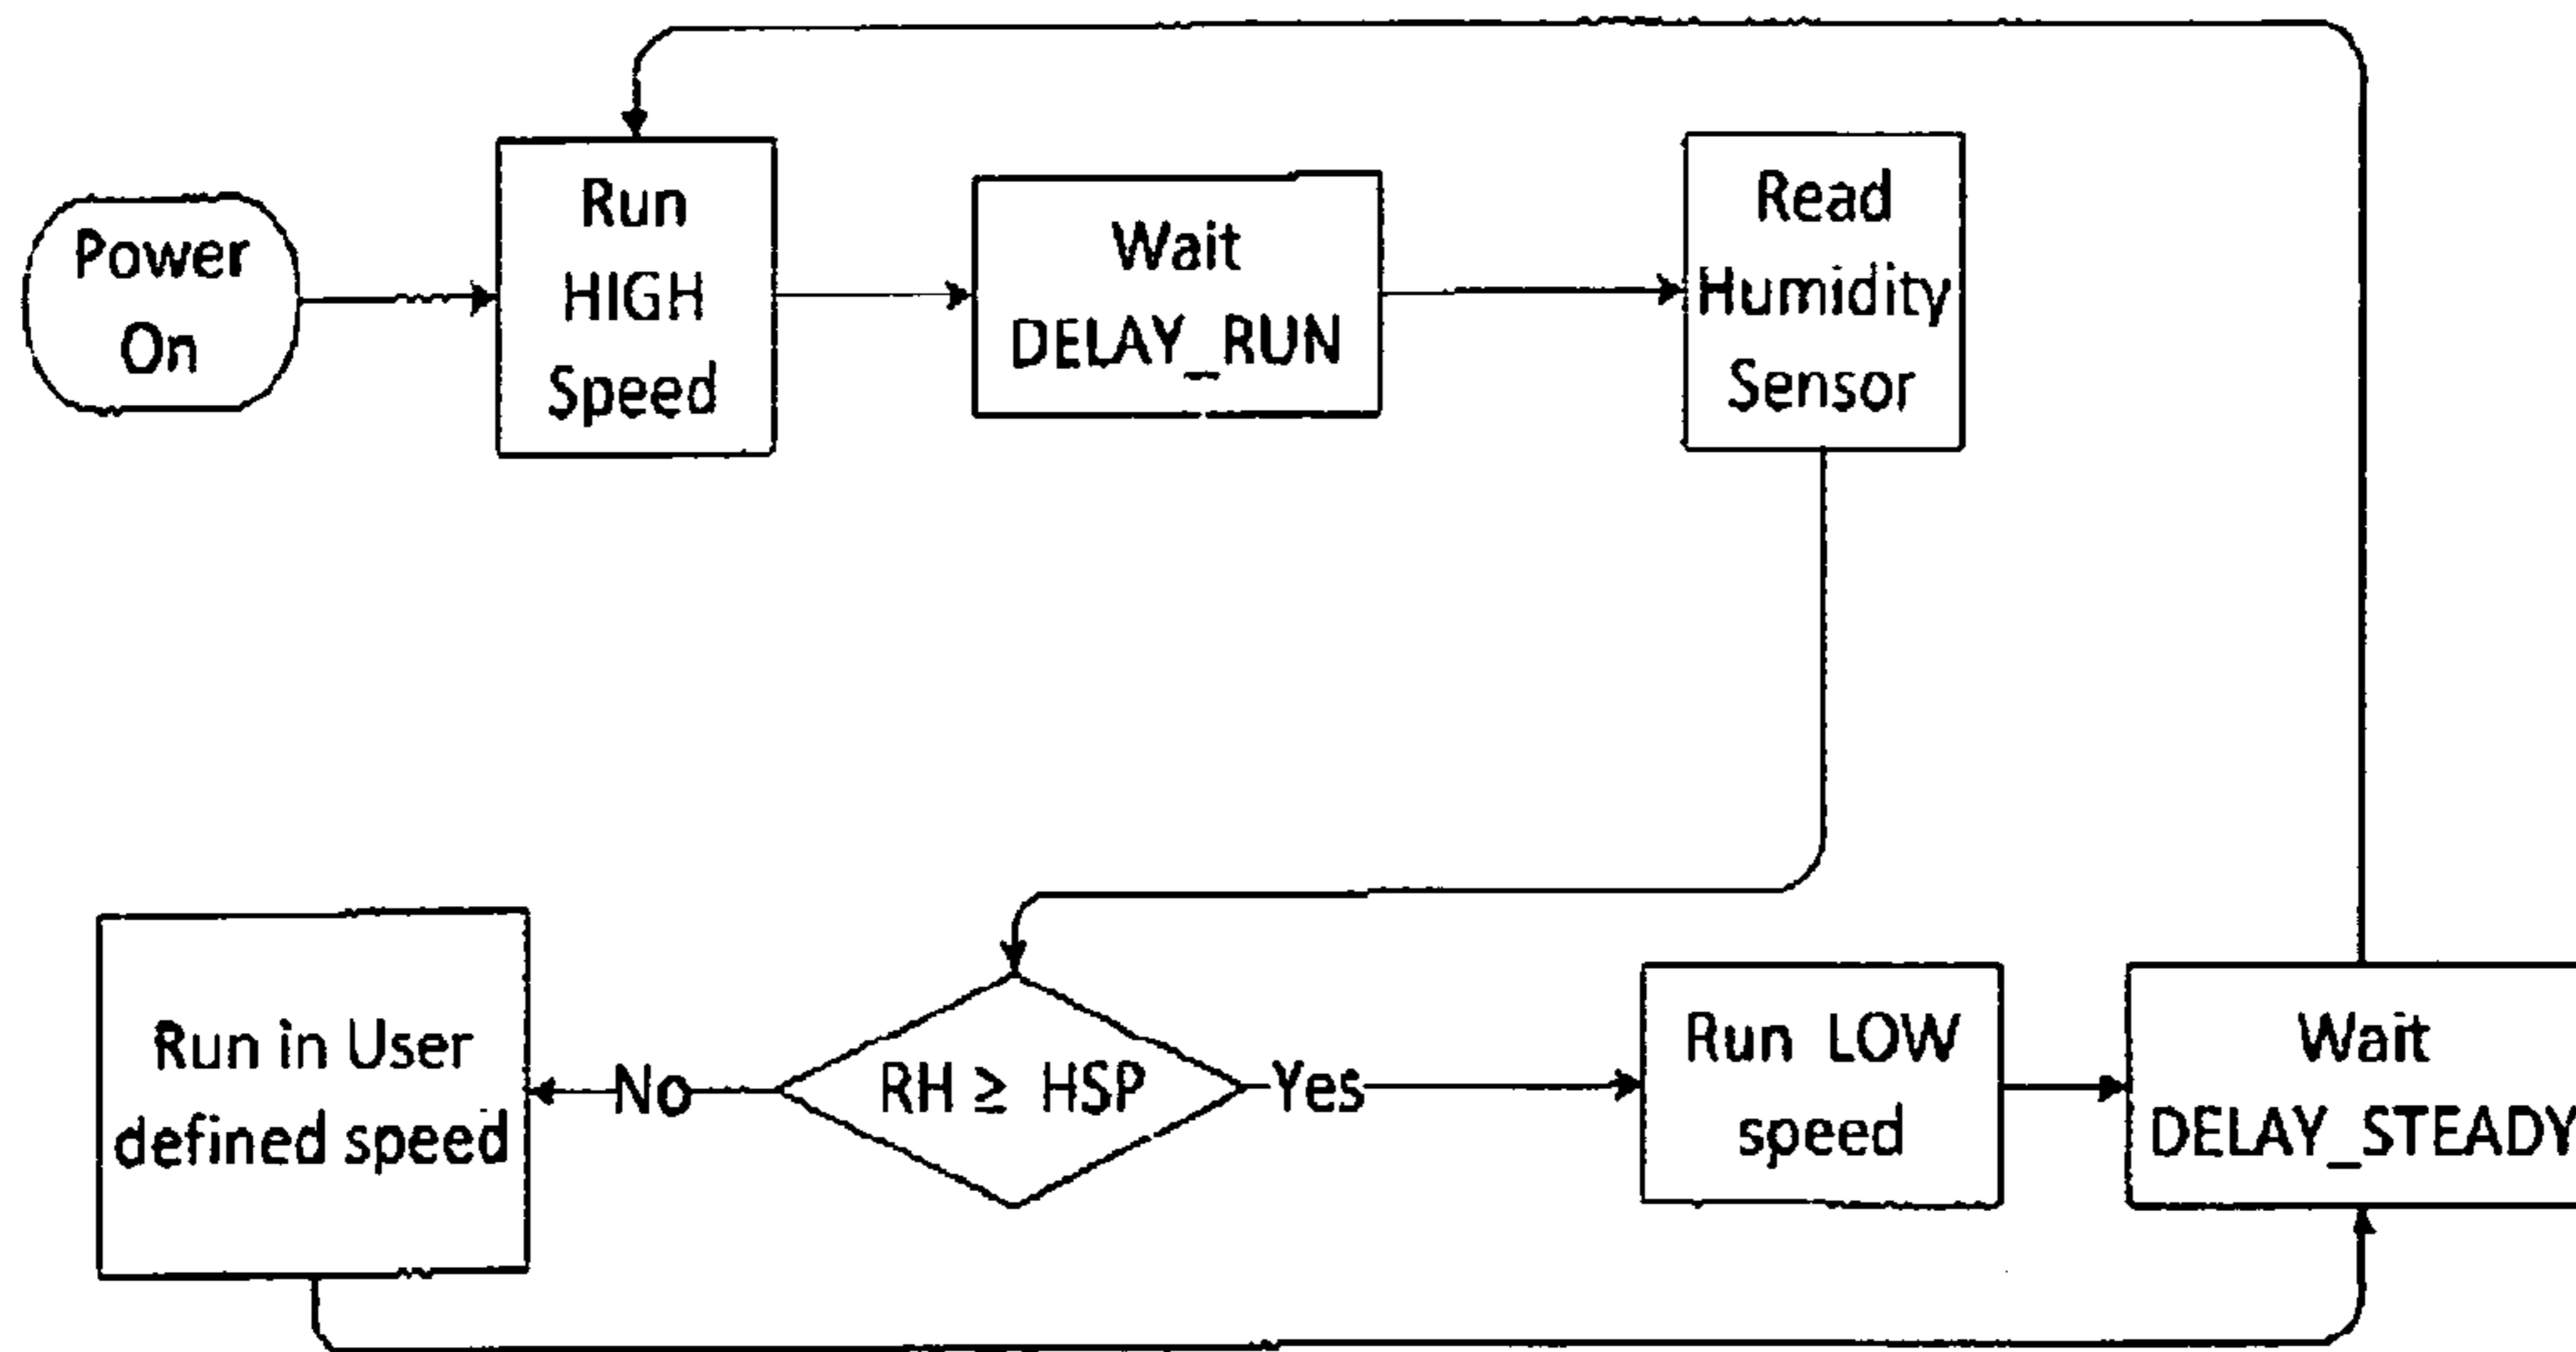 Power
On
Run
HIGH
Speed
Wait
DELAY_RUN
Read
Humidity
Sensor
Run in User
defined speed
No
RH ≥ HSP
Yes
Run LOW
speed
Wait
DELAY_STEADY